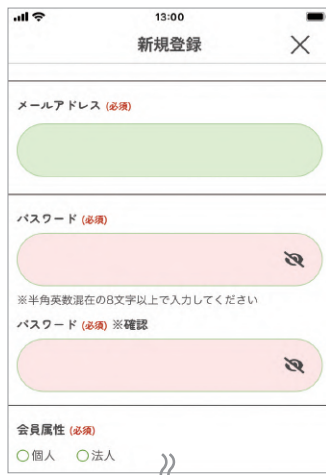 13:00
新規登録
メールアドレス (必須)
パスワード (必須)
※半角英数混在の8文字以上で入力してください
パスワード (必須) ※確認
会員属性 (必須)
個人 法人